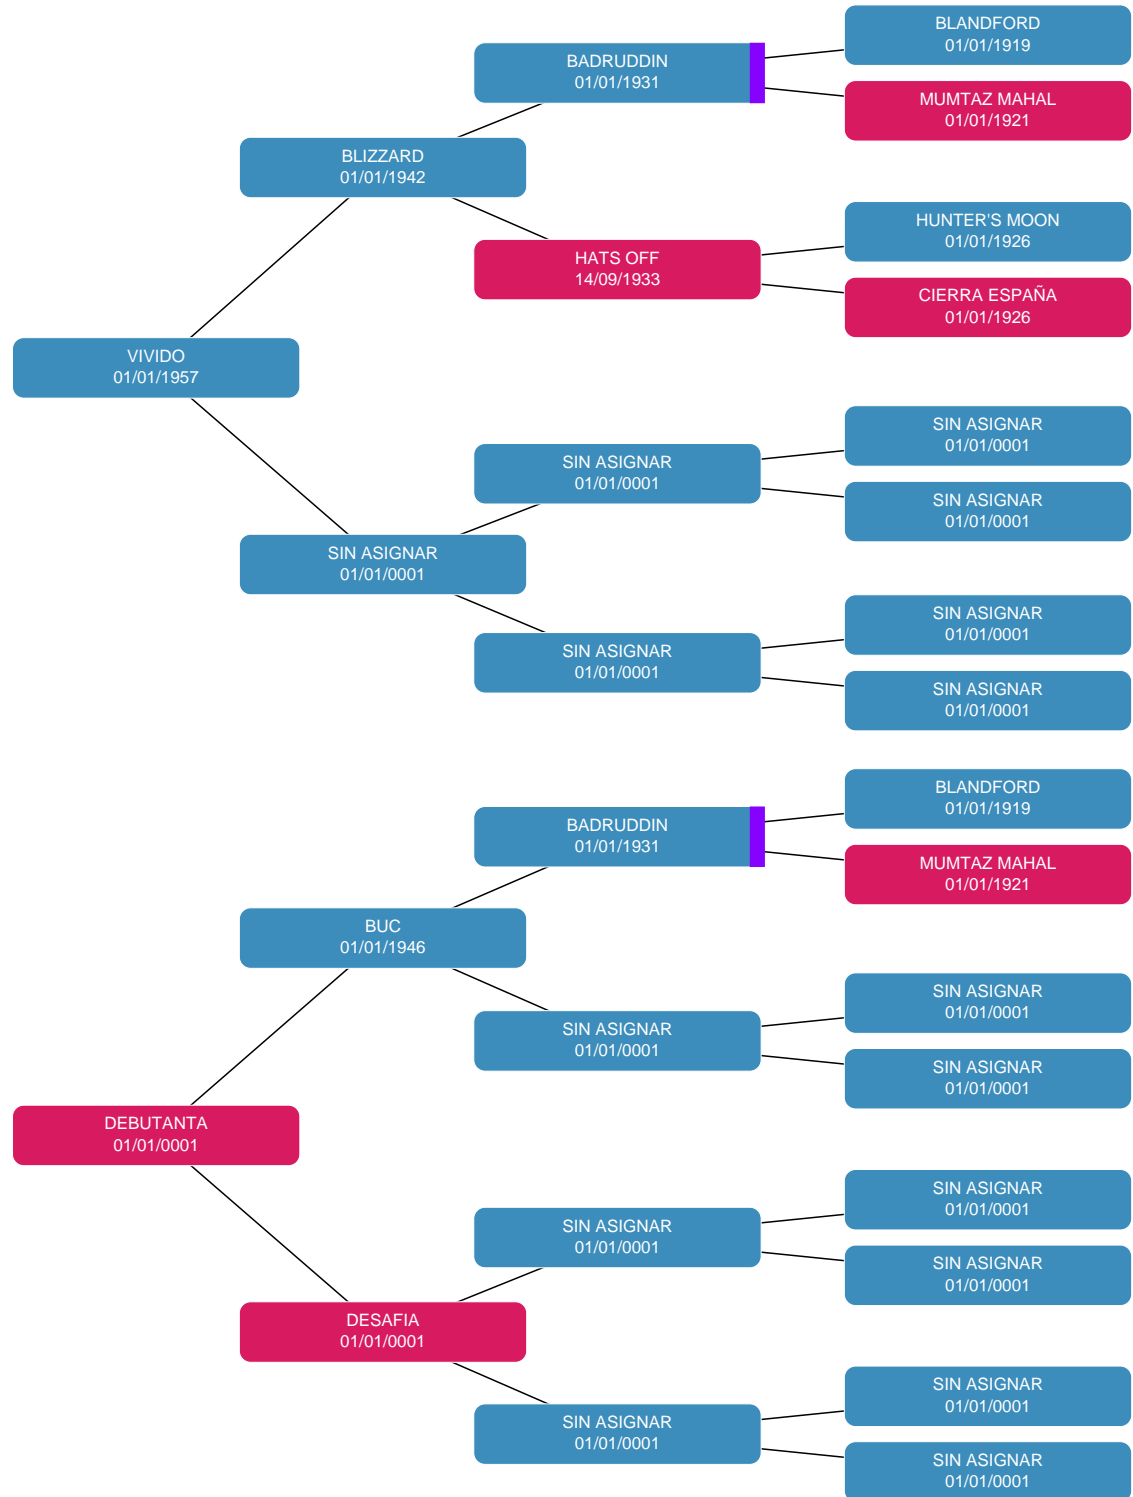 BLANDFORD
01/01/1919
BADRUDDIN
01/01/1931
MUMTAZ MAHAL
01/01/1921
BLIZZARD
01/01/1942
HUNTER'S MOON
01/01/1926
HATS OFF
14/09/1933
CIERRA ESPAÑA
01/01/1926
VIVIDO
01/01/1957
SIN ASIGNAR
01/01/0001
SIN ASIGNAR
01/01/0001
SIN ASIGNAR
01/01/0001
SIN ASIGNAR
01/01/0001
SIN ASIGNAR
01/01/0001
SIN ASIGNAR
01/01/0001
SIN ASIGNAR
01/01/0001
BLANDFORD
01/01/1919
BADRUDDIN
01/01/1931
MUMTAZ MAHAL
01/01/1921
BUC
01/01/1946
SIN ASIGNAR
01/01/0001
SIN ASIGNAR
01/01/0001
SIN ASIGNAR
01/01/0001
DEBUTANTA
01/01/0001
SIN ASIGNAR
01/01/0001
SIN ASIGNAR
01/01/0001
SIN ASIGNAR
01/01/0001
DESAFIA
01/01/0001
SIN ASIGNAR
01/01/0001
SIN ASIGNAR
01/01/0001
SIN ASIGNAR
01/01/0001